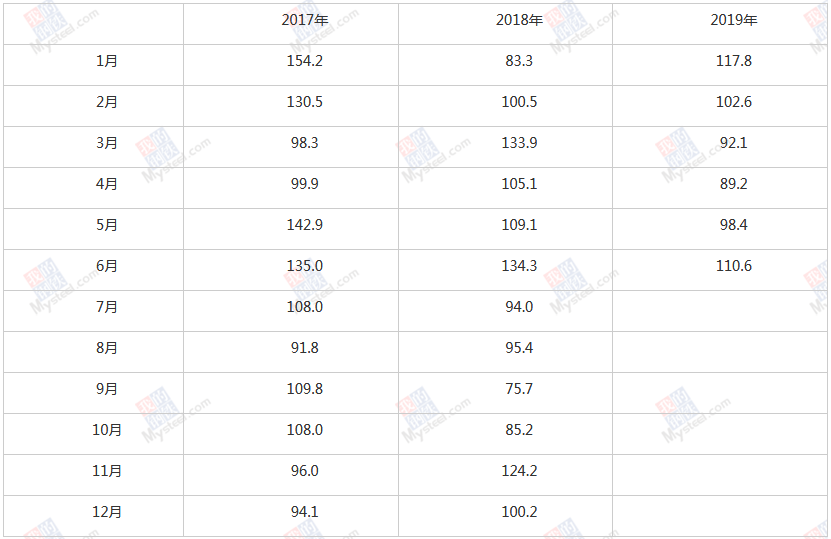 2017年 2018年 2019年
1月 154.2 83.3 117.8
2月 130.5 100.5 102.6
3月 98.3 133.9 92.1
4月 99.9 105.1 89.2
5月 142.9 109.1 98.4
6月 135.0 134.3 110.6
7月 108.0 94.0
8月 91.8 95.4
9月 109.8 75.7
10月 108.0 85.2
11月 96.0 124.2
12月 94.1 100.2
Mysteel.com